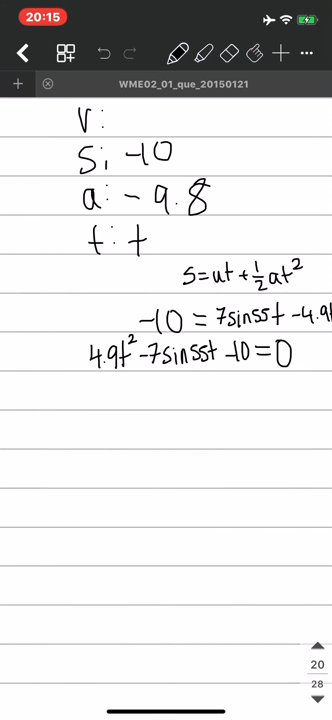 20:15
WME02_01_que_20150121
V:
S: -10
a: -9.8
t: t
s=ut+½at²
-10 = 7sin55t -4.9t
4.9t² -7sin55t -10=0
20
28